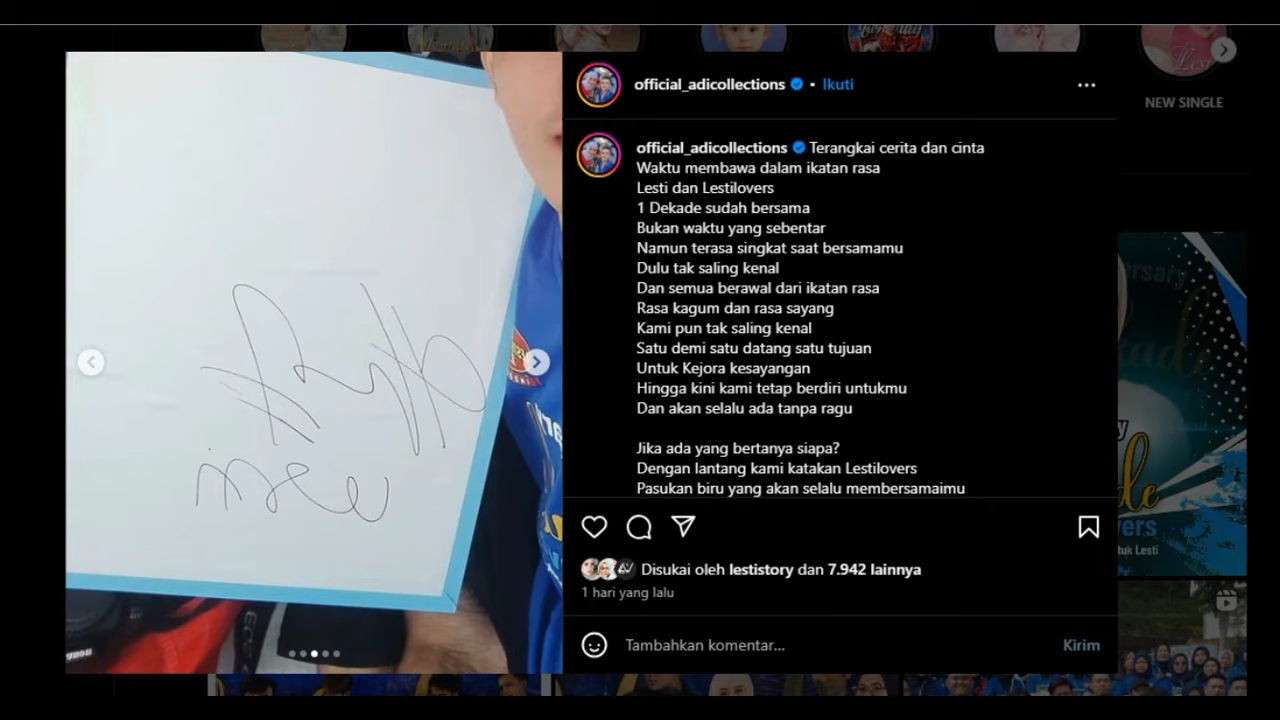 NEW SINGLE
official_adicollections • Ikuti
official_adicollections Terangkai cerita dan cinta
Waktu membawa dalam ikatan rasa
Lesti dan Lestilovers
1 Dekade sudah bersama
Bukan waktu yang sebentar
Namun terasa singkat saat bersamamu
Dulu tak saling kenal
Dan semua berawal dari ikatan rasa
Rasa kagum dan rasa sayang
Kami pun tak saling kenal
Satu demi satu datang satu tujuan
Untuk Kejora kesayangan
Hingga kini kami tetap berdiri untukmu
Dan akan selalu ada tanpa ragu
Jika ada yang bertanya siapa?
Dengan lantang kami katakan Lestilovers
Pasukan biru yang akan selalu membersamaimu
Disukai oleh lestistory dan 7.942 lainnya
1 hari yang lalu
Tambahkan komentar...
Kirim